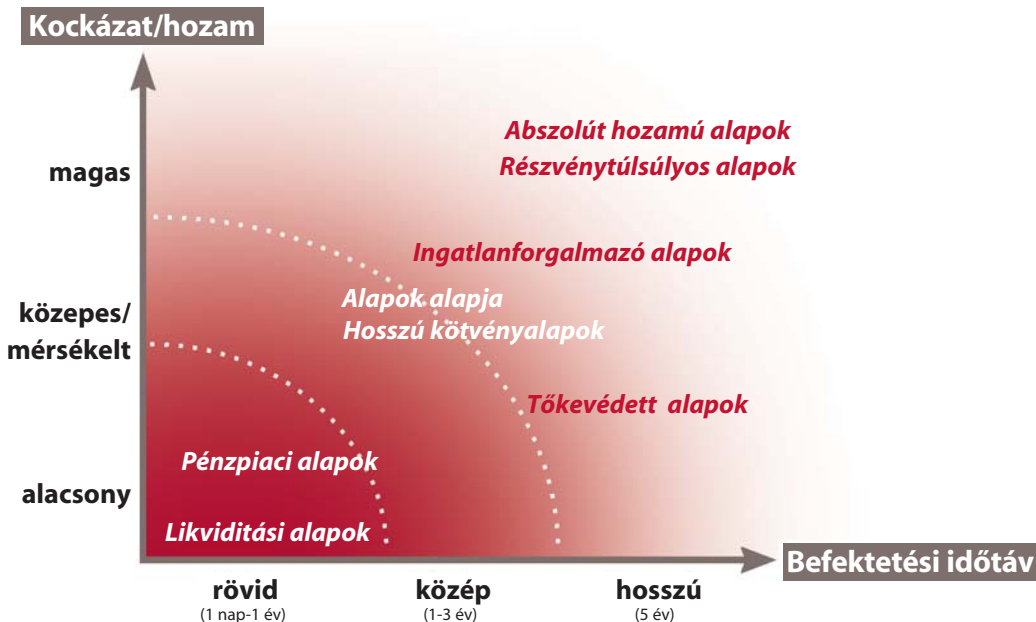 Kockázat/hozam
Abszolút hozamú alapok
magas
Részvénytúlsúlyos alapok
Ingatlanforgalmazó alapok
Alapok alapja
közepes/
Hosszú kötvényalapok
mérsékelt
Tőkevédett alapok
Pénzpiaci alapok
alacsony
Likviditási alapok
Befektetési időtáv
rövid
közép
hosszú
(1 nap-1 év)
(1-3 év)
(5 év)